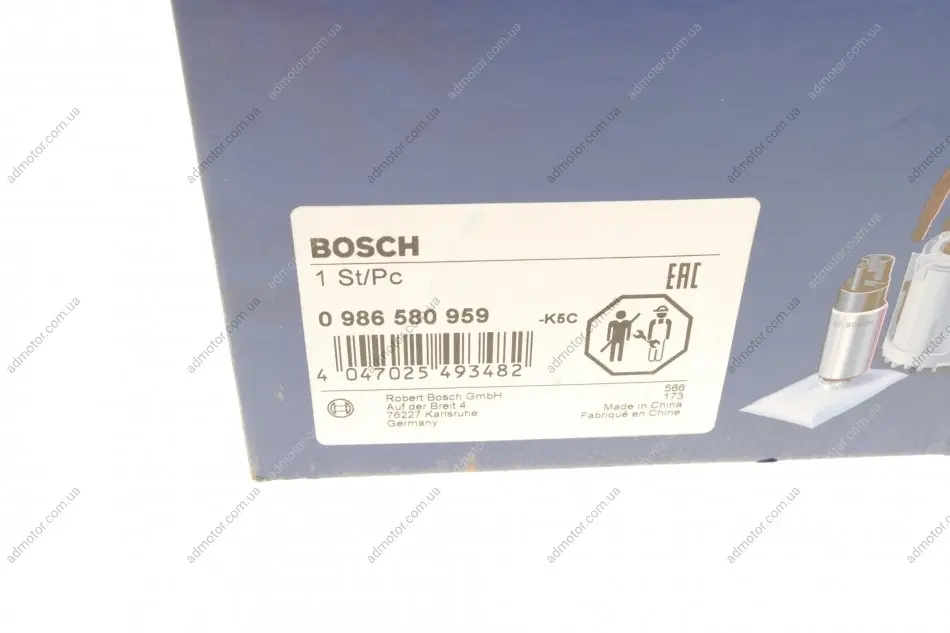 BOSCH
1 St/Pc
EAC
0 986 580 959
-K5C
4 047025 493482
Robert Bosch GmbH
Auf der Breit 4
76227 Karlsruhe
Germany
566
173
Made in China
Fabriqué en Chine
BOSCH
admotor.com.ua